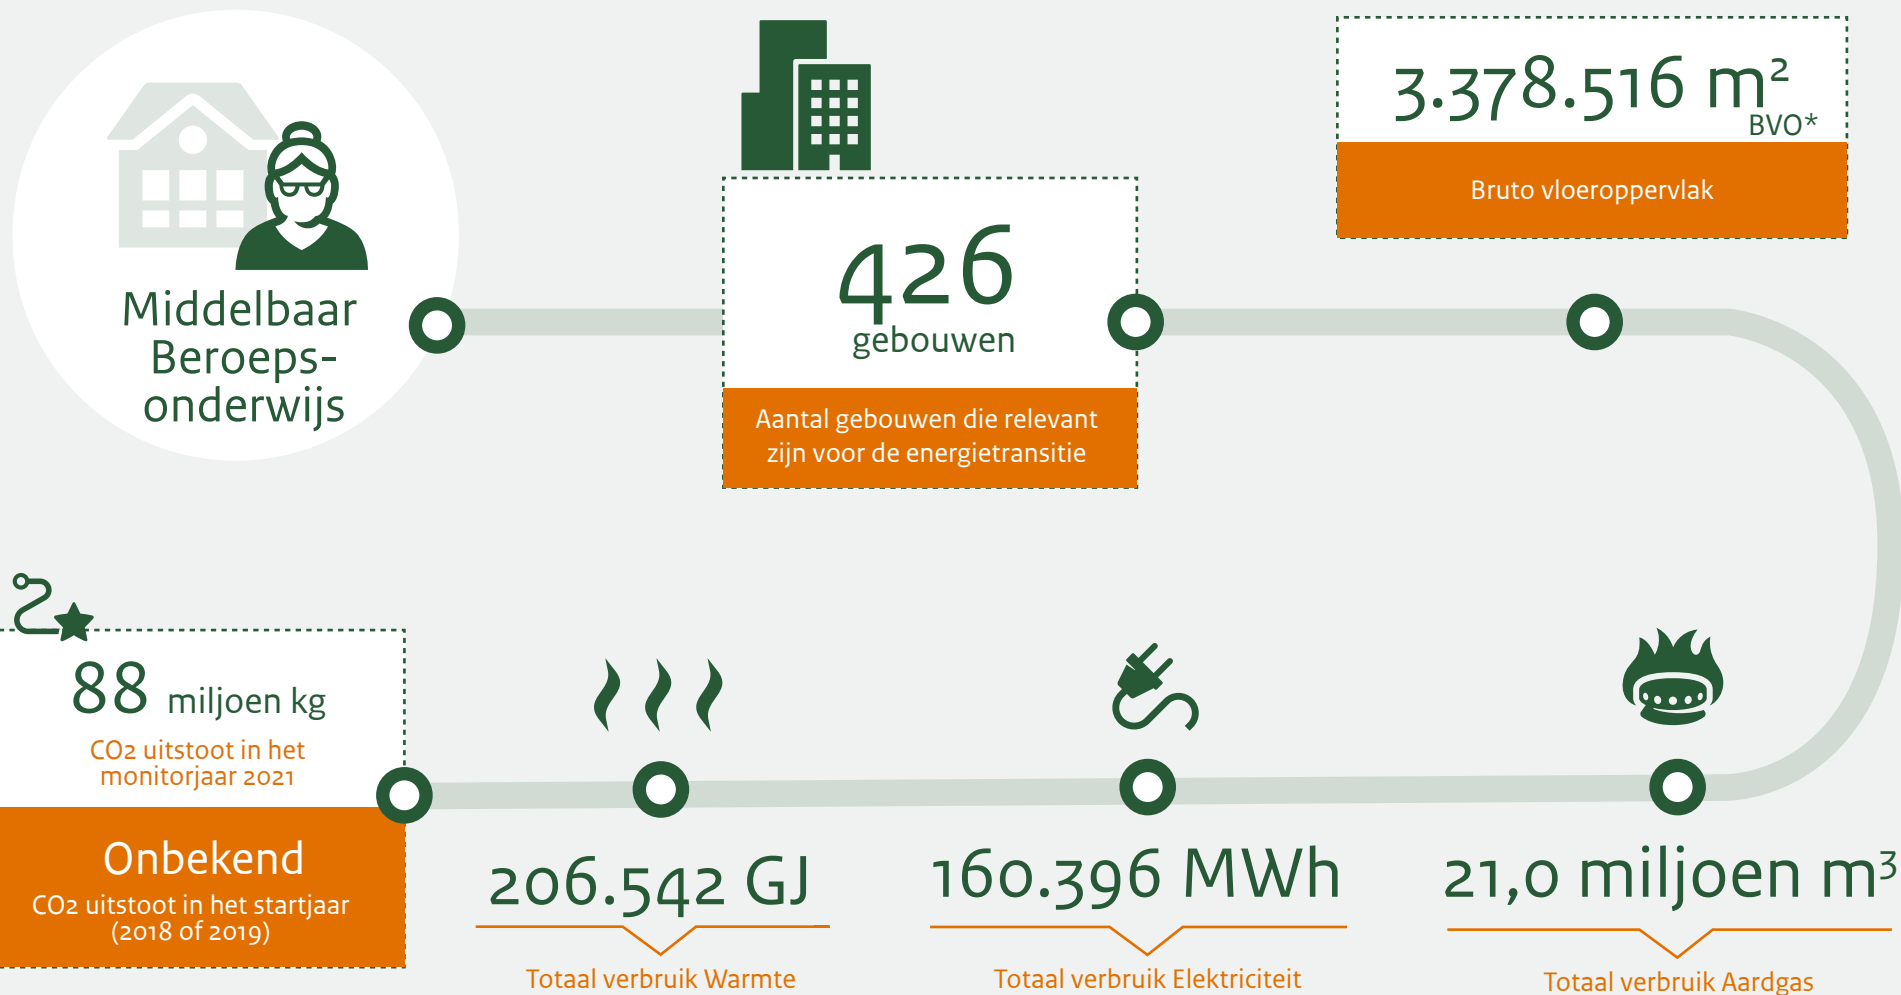 Middelbaar
Beroeps-
onderwijs
426
gebouwen
Aantal gebouwen die relevant
zijn voor de energietransitie
3.378.516 m²
BVO*
Bruto vloeroppervlak
21,0 miljoen m³
Totaal verbruik Aardgas
160.396 MWh
Totaal verbruik Elektriciteit
206.542 GJ
Totaal verbruik Warmte
88 miljoen kg
CO2 uitstoot in het
monitorjaar 2021
Onbekend
CO2 uitstoot in het startjaar
(2018 of 2019)